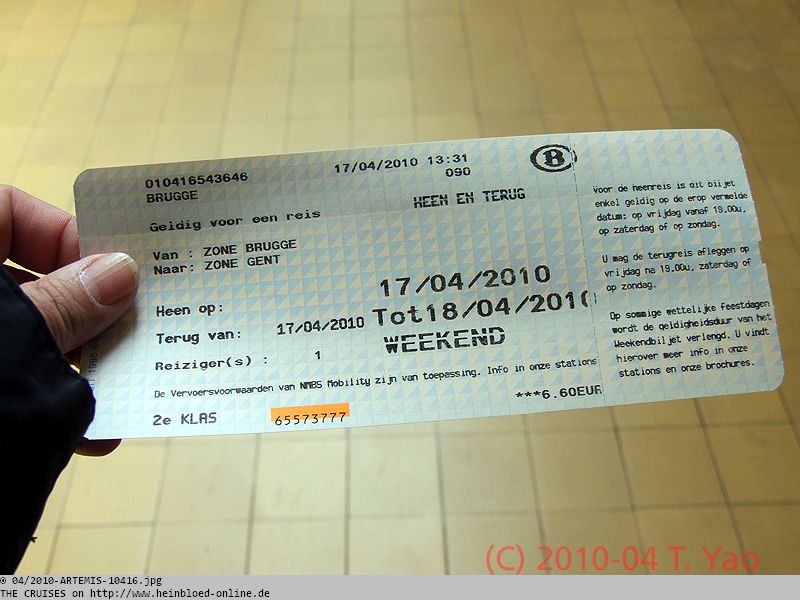 010416543646
BRUGGE
17/04/2010 13:31
090
B
HEEN EN TERUG
Geldig voor een reis
Van : ZONE BRUGGE
Naar: ZONE GENT
Heen op:
17/04/2010
Terug van: 17/04/2010 Tot18/04/2010
WEEKEND
Reiziger(s) : 1
De Vervoersvoorwaarden van NMBS Mobility zijn van toepassing. Info in onze stations
***6.60EUR
2e KLAS
65573777
Voor de heenreis is dit biljet
enkel geldig op de erop vermelde
datum: op vrijdag vanaf 19.00u,
op zaterdag of op zondag.
U mag de terugreis afleggen op
vrijdag na 19.00u, zaterdag of
op zondag.
Op sommige wettelijke feestdagen
wordt de geldigheidsduur van het
Weekendbiljet verlengd. U vindt
hierover meer info in onze
stations en onze brochures.
(C) 2010-04 T. Yao
© 04/2010-ARTEMIS-10416.jpg
THE CRUISES on http://www.heinbloed-online.de